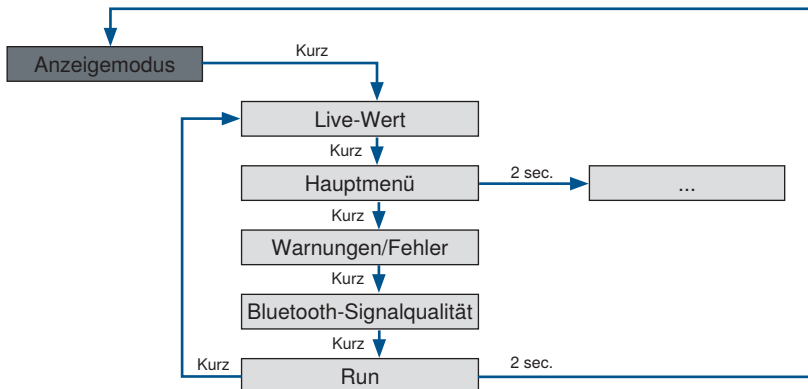 Kurz
Anzeigemodus
Live-Wert
Kurz
Hauptmenü
2 sec.
...
Kurz
Warnungen/Fehler
Kurz
Bluetooth-Signalqualität
Kurz
Kurz
Run
2 sec.